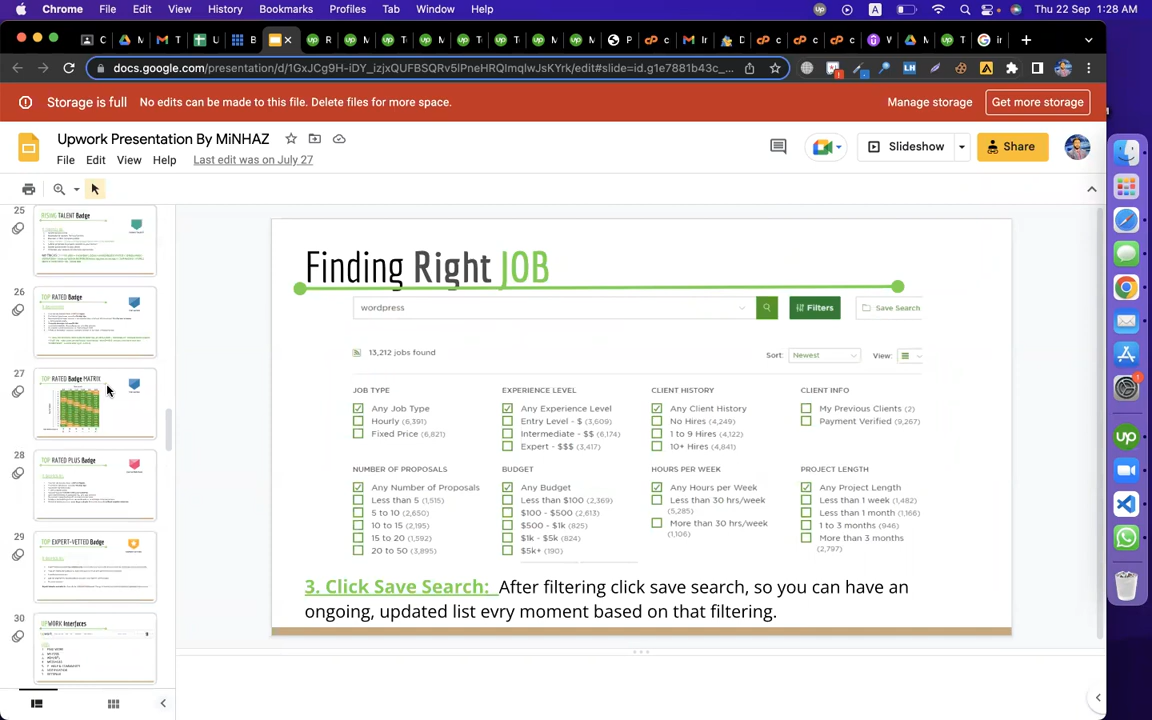 Chrome File Edit View History Bookmarks Profiles Tab Window Help
Thu 22 Sep 1:28 AM
docs.google.com/presentation/d/1GxJCg9H-iDY_izjxQUFBSQRv5lPneHRQImqlwJsKYrk/edit#slide=id.g1e7881b43c_...
Storage is full No edits can be made to this file. Delete files for more space.
Manage storage Get more storage
Upwork Presentation By MiNHAZ
File Edit View Help Last edit was on July 27
Slideshow Share
25 RISING TALENT Badge
26 TOP RATED Badge
27 TOP RATED Badge MATRIX
28 TOP RATED PLUS Badge
29 TOP EXPERT-VETTED Badge
30 UPWORK Interfaces
Finding Right JOB
wordpress Filters Save Search
13,212 jobs found Sort: Newest View:
JOB TYPE EXPERIENCE LEVEL CLIENT HISTORY CLIENT INFO
Any Job Type Any Experience Level Any Client History My Previous Clients (2)
Hourly (6,391) Entry Level - $ (3,609) No Hires (4,249) Payment Verified (9,267)
Fixed Price (6,821) Intermediate - $$ (6,174) 1 to 9 Hires (4,122)
Expert - $$$ (3,417) 10+ Hires (4,841)
NUMBER OF PROPOSALS BUDGET HOURS PER WEEK PROJECT LENGTH
Any Number of Proposals Any Budget Any Hours per Week Any Project Length
Less than 5 (1,515) Less than $100 (2,369) Less than 30 hrs/week Less than 1 week (1,482)
5 to 10 (2,650) $100 - $500 (2,613) (5,285) Less than 1 month (1,166)
10 to 15 (2,195) $500 - $1k (825) More than 30 hrs/week 1 to 3 months (946)
15 to 20 (1,592) $1k - $5k (824) (1,106) More than 3 months
20 to 50 (3,895) $5k+ (190) (2,797)
3. Click Save Search: After filtering click save search, so you can have an
ongoing, updated list evry moment based on that filtering.